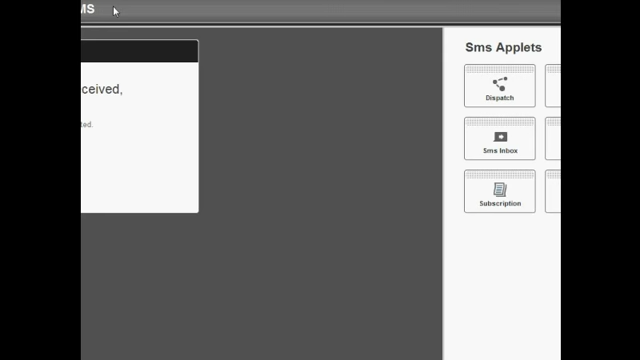 MS
Sms Applets
ceived,
Dispatch
ted.
Sms Inbox
Subscription